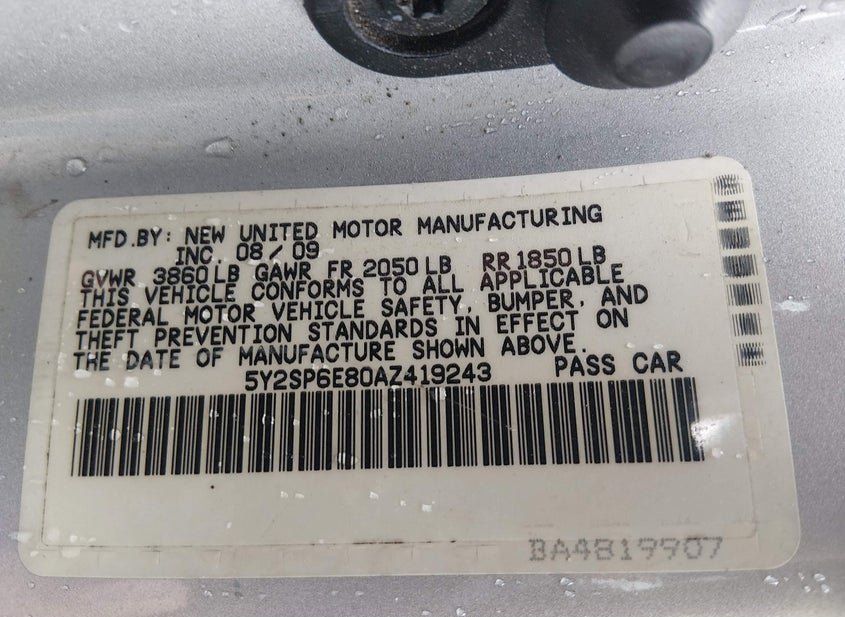 MFD.BY: NEW UNITED MOTOR MANUFACTURING
INC 08/09
GVWR 3860LB GAWR FR 2050LB RR1850LB
THIS VEHICLE CONFORMS TO ALL APPLICABLE
FEDERAL MOTOR VEHICLE SAFETY, BUMPER, AND
THEFT PREVENTION STANDARDS IN EFFECT ON
THE DATE OF MANUFACTURE SHOWN ABOVE.
5Y2SP6E80AZ419243 PASS CAR
BA4819907